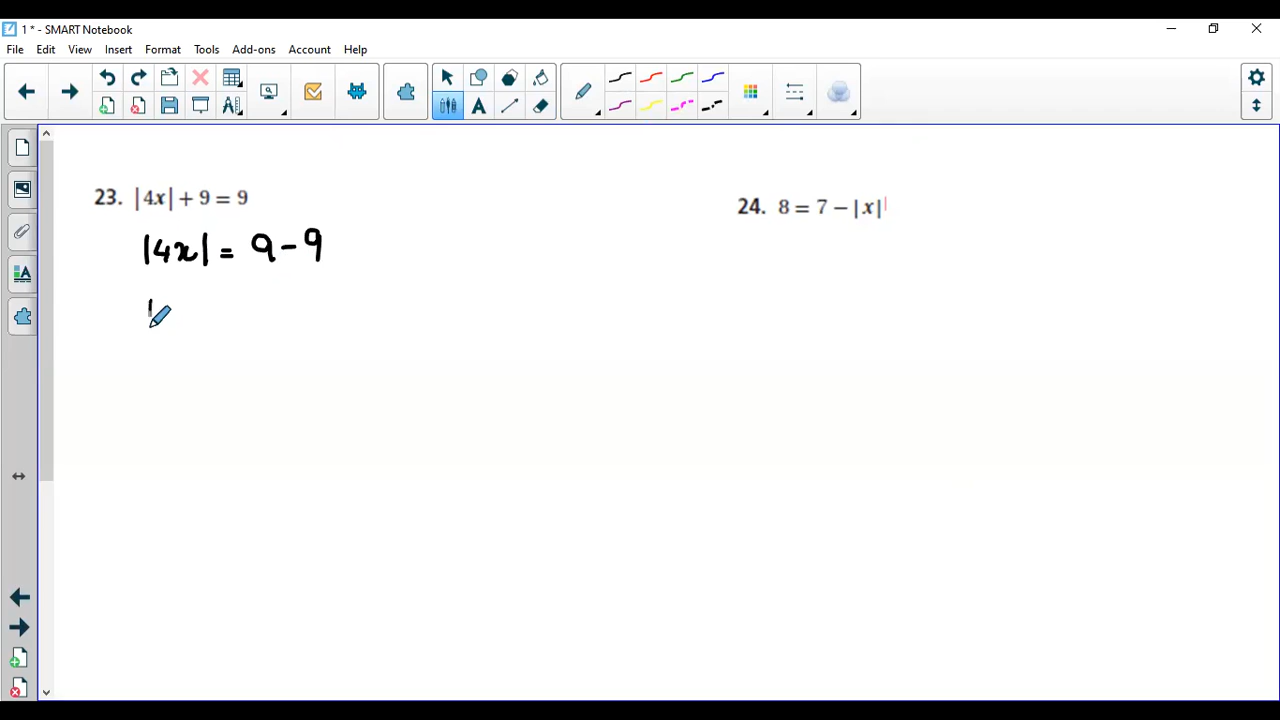 1 * - SMART Notebook
File Edit View Insert Format Tools Add-ons Account Help
23. |4x| + 9 = 9
24. 8 = 7 − |x|
|4x| = 9 - 9